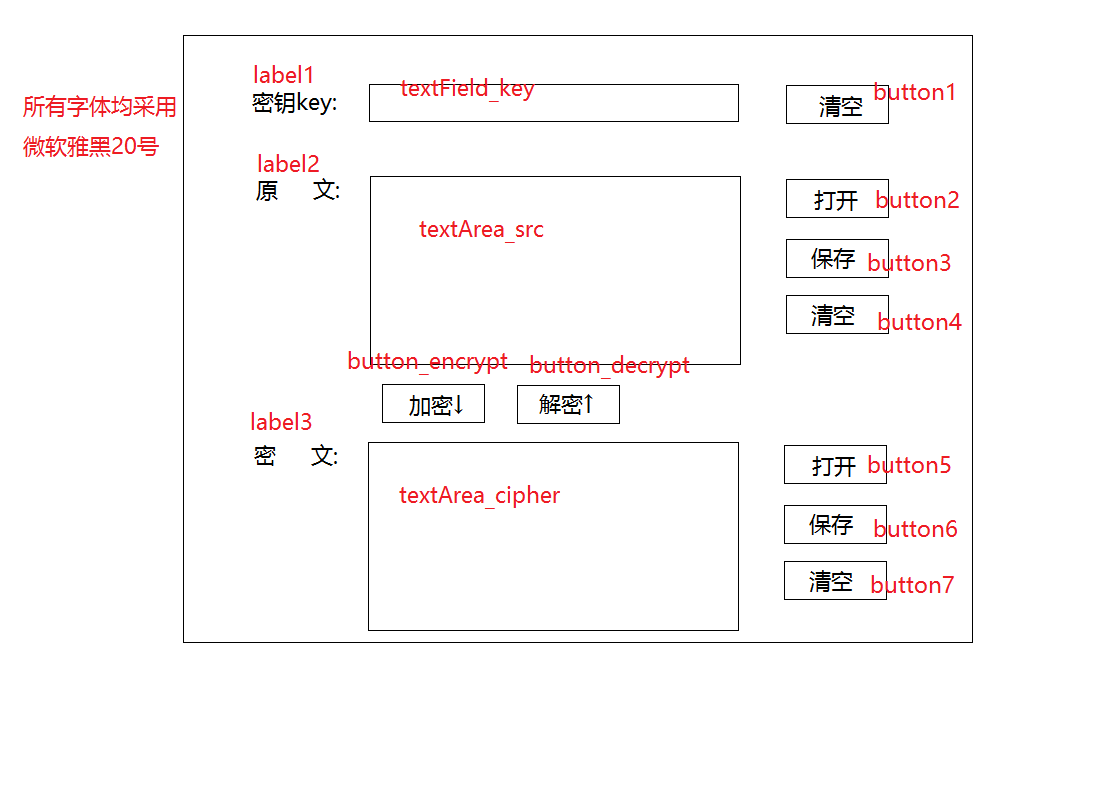 label1
密钥key:
textField_key
清空
button1
所有字体均采用
微软雅黑20号
label2
原 文:
textArea_src
打开
button2
保存
button3
清空
button4
button_encrypt
button_decrypt
加密↓
解密↑
label3
密 文:
textArea_cipher
打开
button5
保存
button6
清空
button7